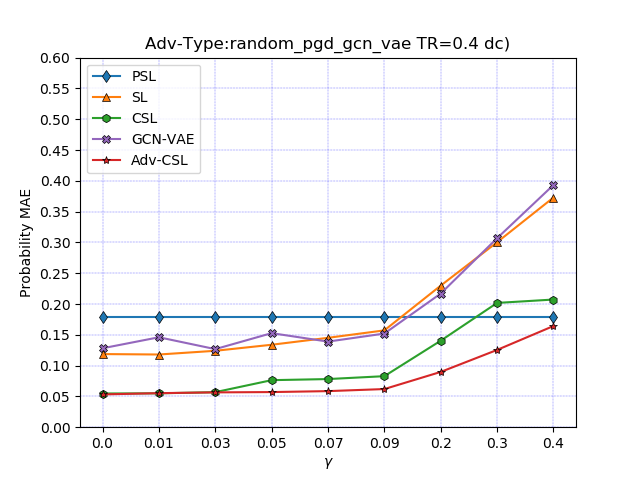 Adv-Type:random_pgd_gcn_vae TR=0.4 dc)
0.60
0.55
0.50
0.45
0.40
0.35
0.30
0.25
0.20
0.15
0.10
0.05
0.00
Probability MAE
PSL
SL
CSL
GCN-VAE
Adv-CSL
0.0 0.01 0.03 0.05 0.07 0.09 0.2 0.3 0.4
γ